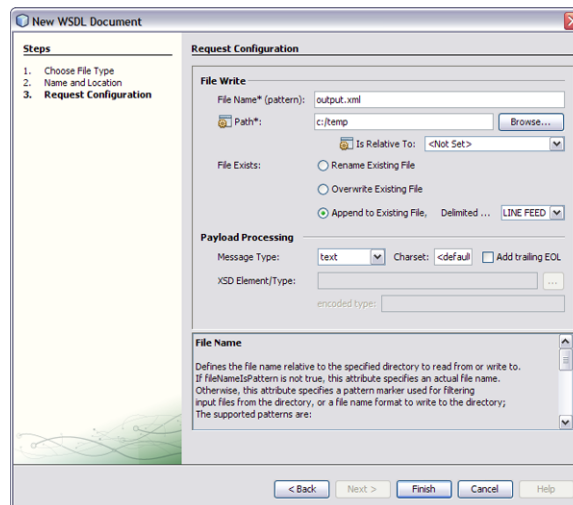 New WSDL Document
Steps
1. Choose File Type
2. Name and Location
3. Request Configuration
Request Configuration
File Write
File Name* (pattern): output.xml
Path*: c:/temp Browse...
Is Relative To: <Not Set>
File Exists: Rename Existing File
Overwrite Existing File
Append to Existing File, Delimited ... LINE FEED
Payload Processing
Message Type: text Charset: <defaul Add trailing EOL
XSD Element/Type: ...
encoded type:
File Name
Defines the file name relative to the specified directory to read from or write to.
If fileNameIsPattern is not true, this attribute specifies an actual file name.
Otherwise, this attribute specifies a pattern marker used for filtering
input files from the directory, or a file name format to write to the directory;
The supported patterns are:
< Back Next > Finish Cancel Help